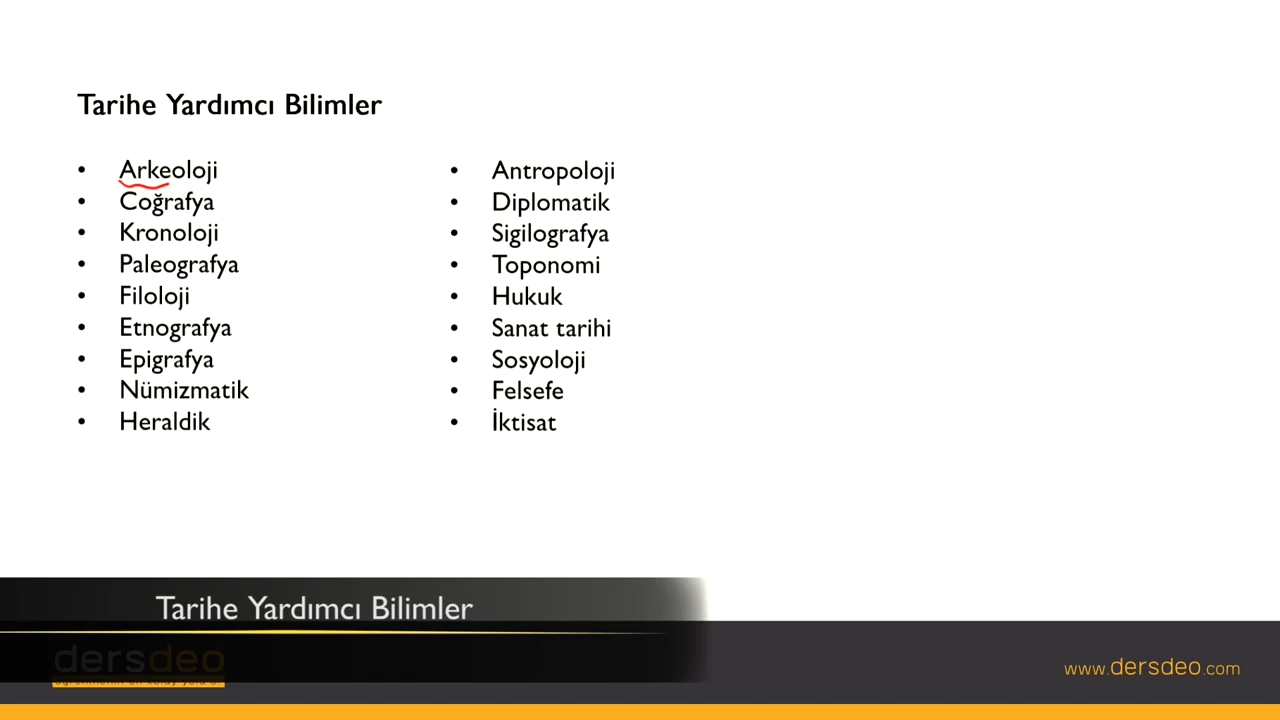 Tarihe Yardımcı Bilimler
• Arkeoloji
• Coğrafya
• Kronoloji
• Paleografya
• Filoloji
• Etnografya
• Epigrafya
• Nümizmatik
• Heraldik
• Antropoloji
• Diplomatik
• Sigilografya
• Toponomi
• Hukuk
• Sanat tarihi
• Sosyoloji
• Felsefe
• İktisat
Tarihe Yardımcı Bilimler
dersdeo
www.dersdeo.com